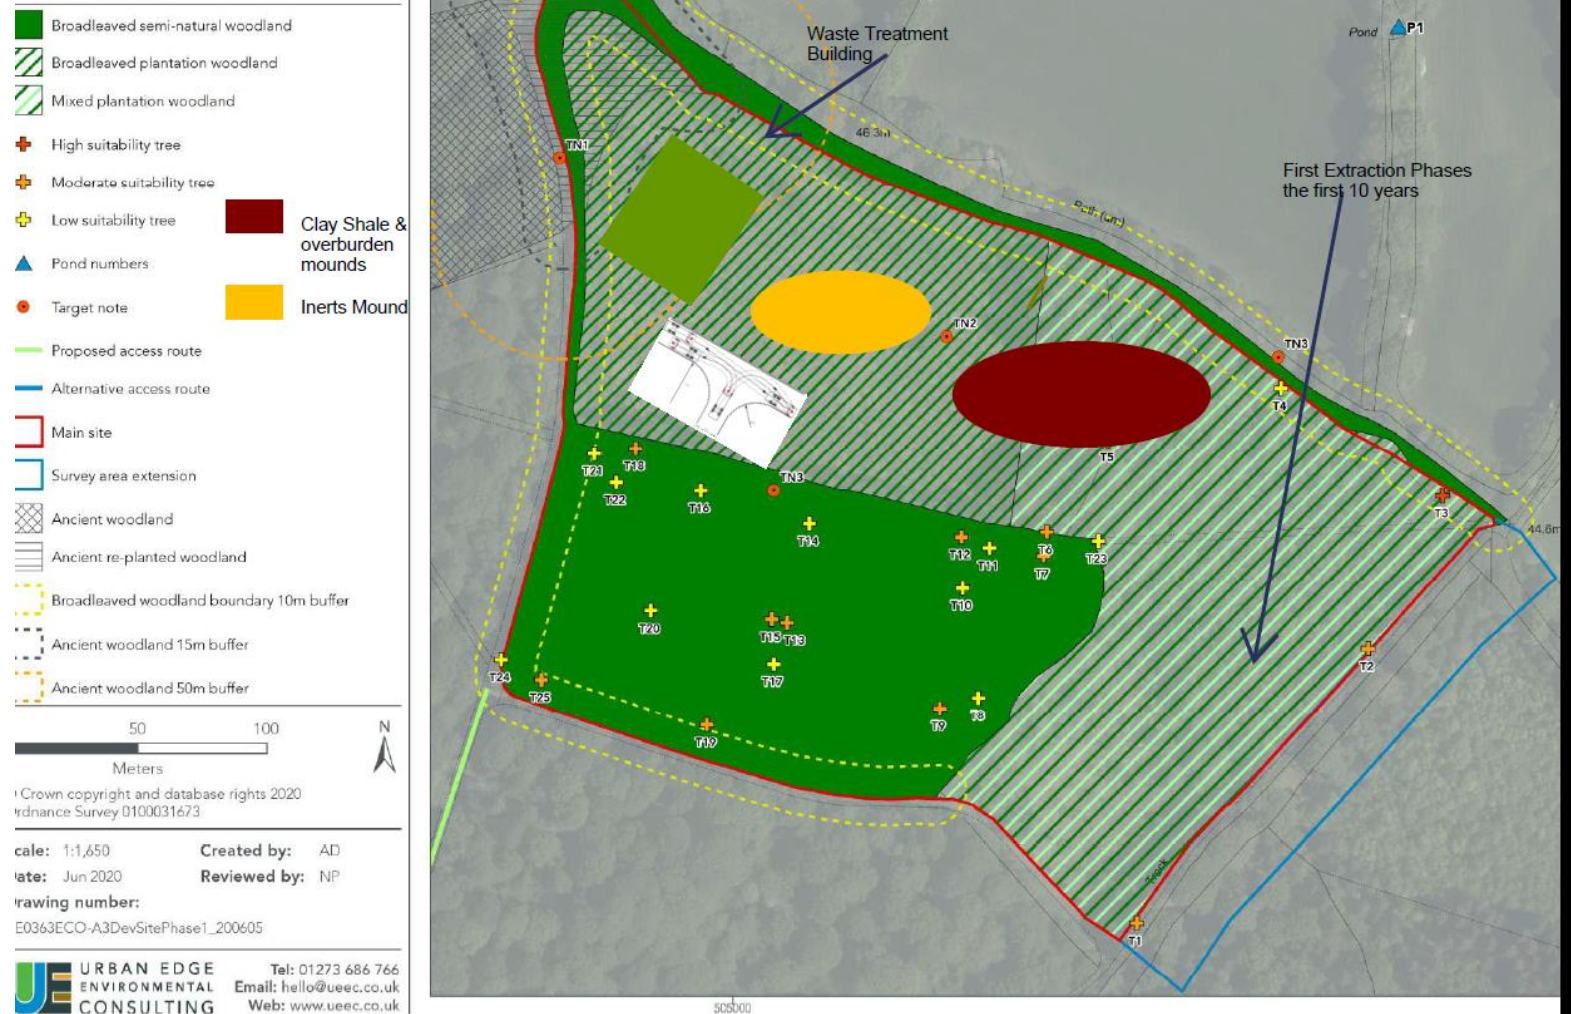 Broadleaved semi-natural woodland
Broadleaved plantation woodland
Mixed plantation woodland
High suitability tree
Moderate suitability tree
Low suitability tree
Pond numbers
Target note
Clay Shale &
overburden
mounds
Inerts Mound
Proposed access route
Alternative access route
Main site
Survey area extension
Ancient woodland
Ancient re-planted woodland
Broadleaved woodland boundary 10m buffer
Ancient woodland 15m buffer
Ancient woodland 50m buffer
50 100
Meters
N
Crown copyright and database rights 2020
rdnance Survey 0100031673
cale: 1:1,650 Created by: AD
ate: Jun 2020 Reviewed by: NP
rawing number:
E0363ECO-A3DevSitePhase1_200605
UE
URBAN EDGE
ENVIRONMENTAL
CONSULTING
Tel: 01273 686 766
Email: hello@ueec.co.uk
Web: www.ueec.co.uk
Waste Treatment
Building
Pond
P1
46.3m
First Extraction Phases
the first 10 years
Path (um)
TN1
TN2
TN3
T4
T5
T3
44.6m
T21
T18
T22
T16
TN3
T14
T12
T11
T6
T7
T23
T10
T20
T15
T13
T17
T24
T25
T19
T9
T8
T2
Track
T1
505000